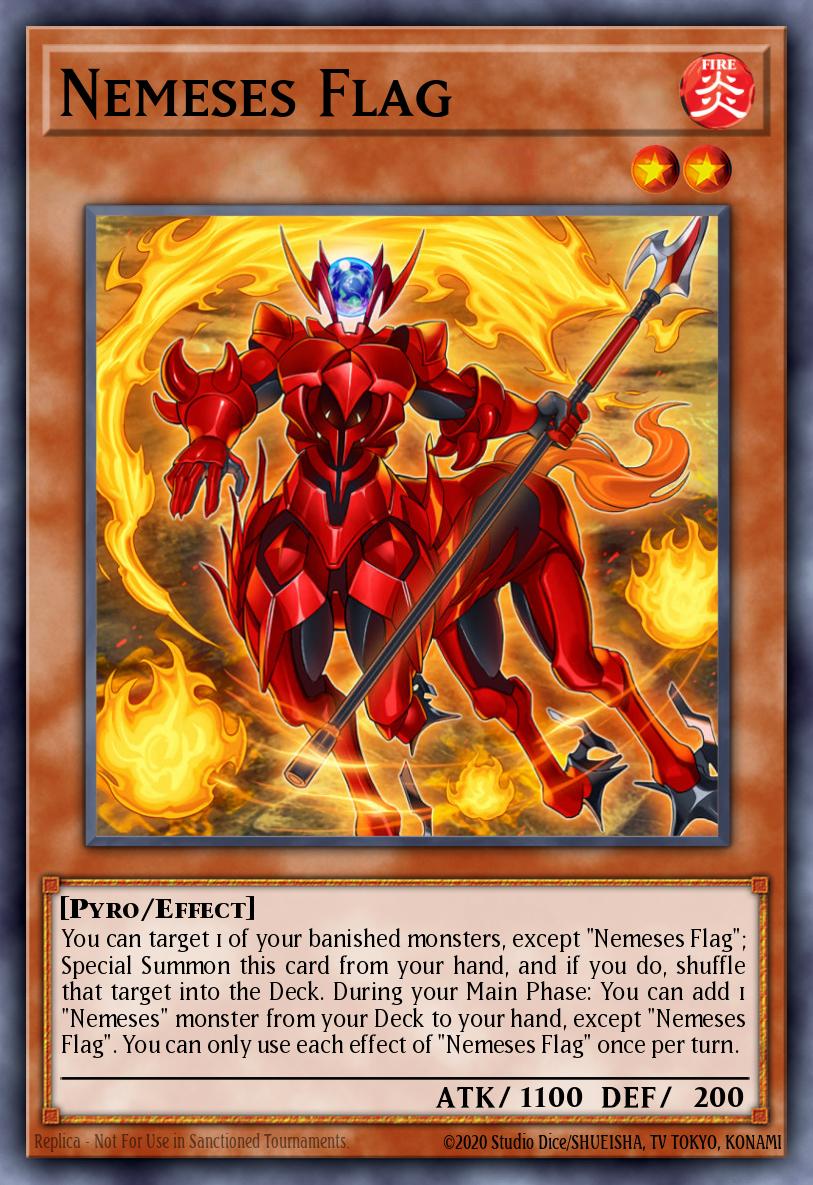 Nemeses Flag
FIRE
炎
[Pyro/Effect]
You can target 1 of your banished monsters, except "Nemeses Flag";
Special Summon this card from your hand, and if you do, shuffle
that target into the Deck. During your Main Phase: You can add 1
"Nemeses" monster from your Deck to your hand, except "Nemeses
Flag". You can only use each effect of "Nemeses Flag" once per turn.
ATK/ 1100 DEF/ 200
Replica - Not For Use in Sanctioned Tournaments.
©2020 Studio Dice/SHUEISHA, TV TOKYO, KONAMI